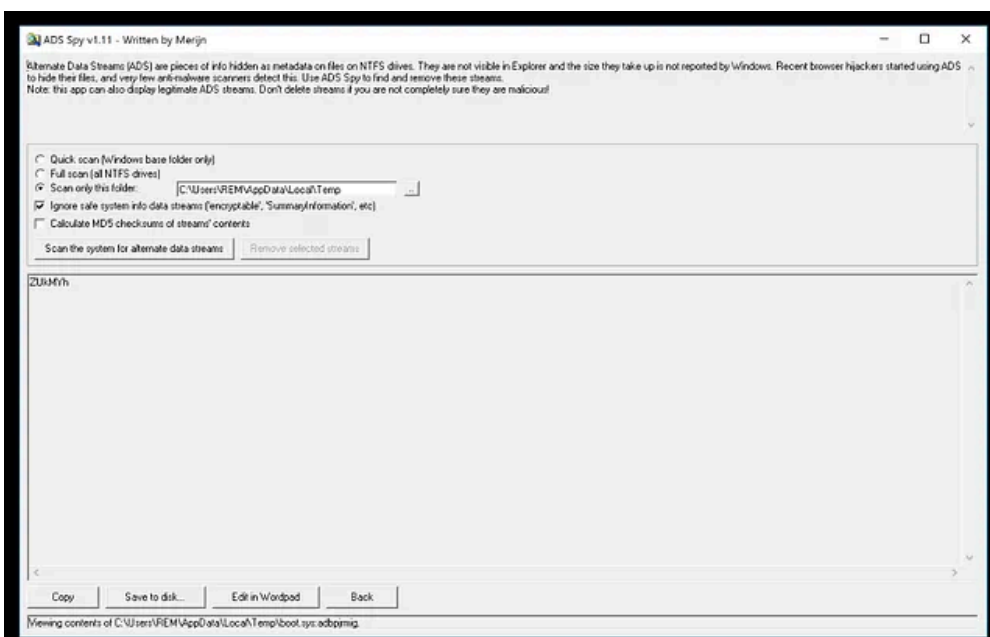 ADS Spy v1.11 - Written by Merijn
Alternate Data Streams (ADS) are pieces of info hidden as metadata on files on NTFS drives. They are not visible in Explorer and the size they take up is not reported by Windows. Recent browser hijackers started using ADS
to hide their files, and very few anti-malware scanners detect this. Use ADS Spy to find and remove these streams.
Note: this app can also display legitimate ADS streams. Don't delete streams if you are not completely sure they are malicious!
Quick scan (Windows base folder only)
Full scan (all NTFS drives)
Scan only this folder: C:\Users\REM\AppData\Local\Temp ...
Ignore safe system info data streams ('encryptable', 'SummaryInformation', etc)
Calculate MD5 checksums of streams' contents
Scan the system for alternate data streams Remove selected streams
ZUkMYh
Copy Save to disk... Edit in Wordpad Back
Viewing contents of C:\Users\REM\AppData\Local\Temp\boot.sys:adbpjmig.